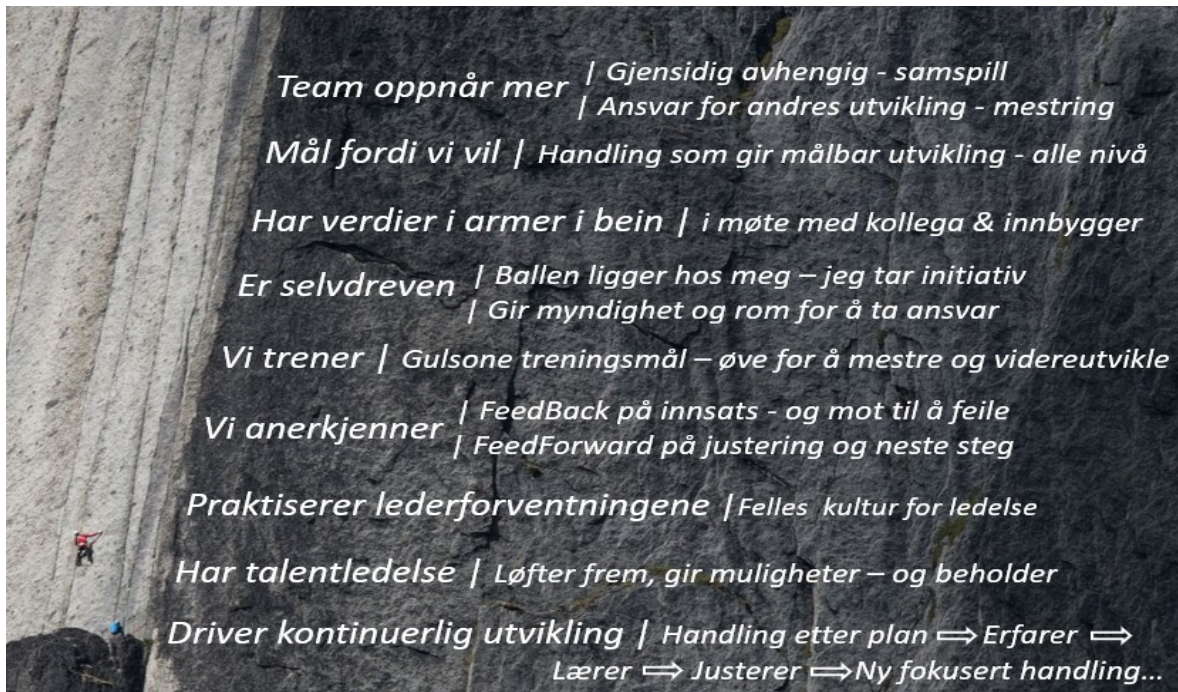 Team oppnår mer | Gjensidig avhengig - samspill
| Ansvar for andres utvikling - mestring
Mål fordi vi vil | Handling som gir målbar utvikling - alle nivå
Har verdier i armer i bein | i møte med kollega & innbygger
Er selvdreven | Ballen ligger hos meg – jeg tar initiativ
| Gir myndighet og rom for å ta ansvar
Vi trener | Gulsone treningsmål – øve for å mestre og videreutvikle
Vi anerkjenner | FeedBack på innsats - og mot til å feile
| FeedForward på justering og neste steg
Praktiserer lederforventningene | Felles kultur for ledelse
Har talentledelse | Løfter frem, gir muligheter – og beholder
Driver kontinuerlig utvikling | Handling etter plan ⇨ Erfarer ⇨
Lærer ⇨ Justerer ⇨ Ny fokusert handling...